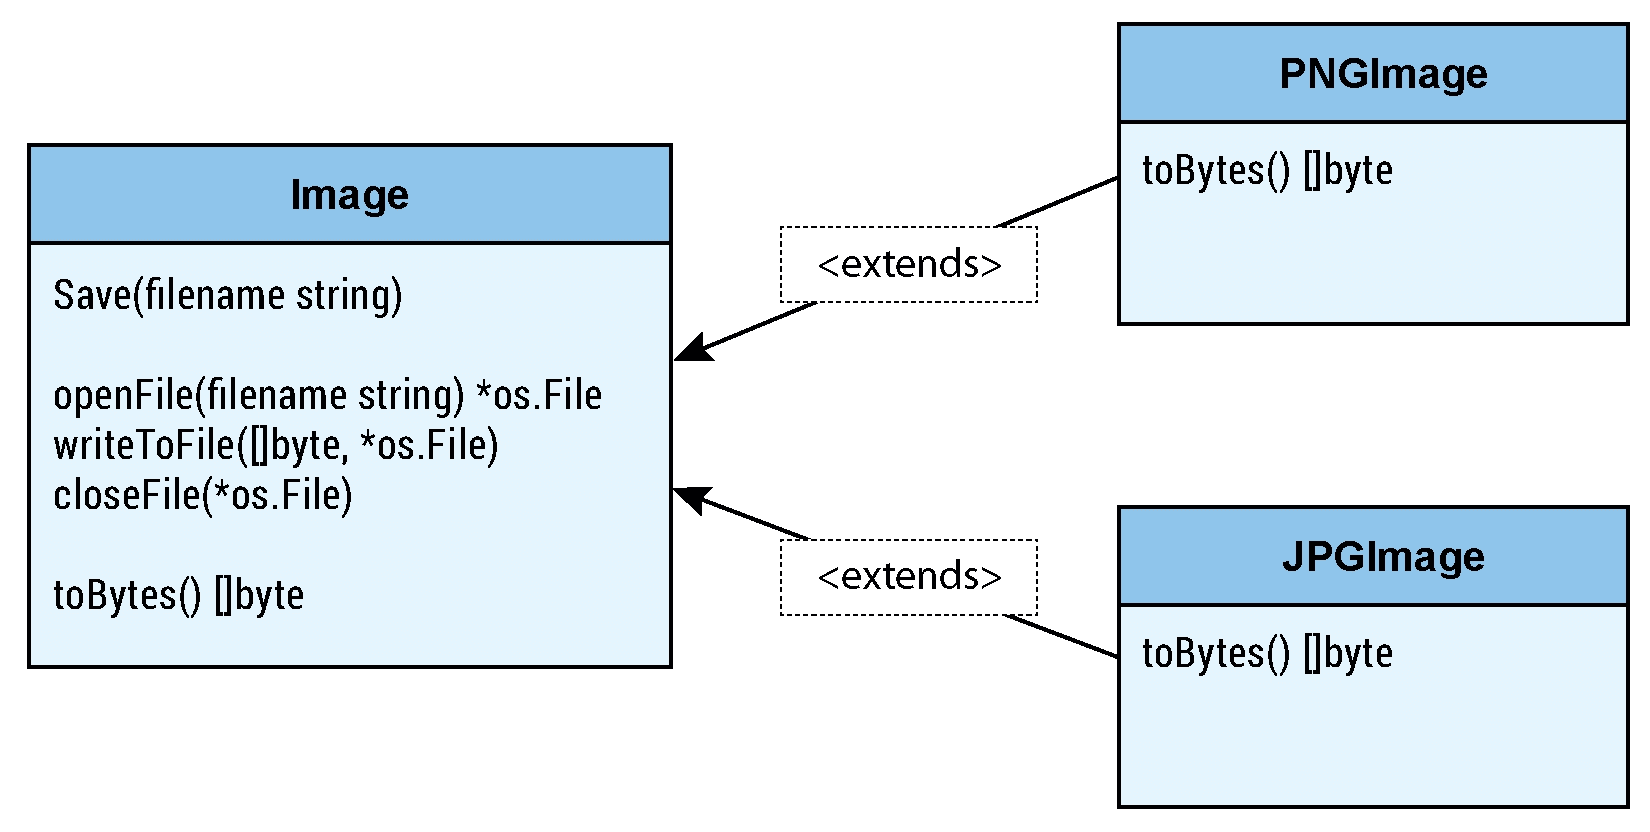 Image
Save(filename string)
openFile(filename string) *os.File
writeToFile([]byte, *os.File)
closeFile(*os.File)
toBytes() []byte
<extends>
<extends>
PNGImage
toBytes() []byte
JPGImage
toBytes() []byte